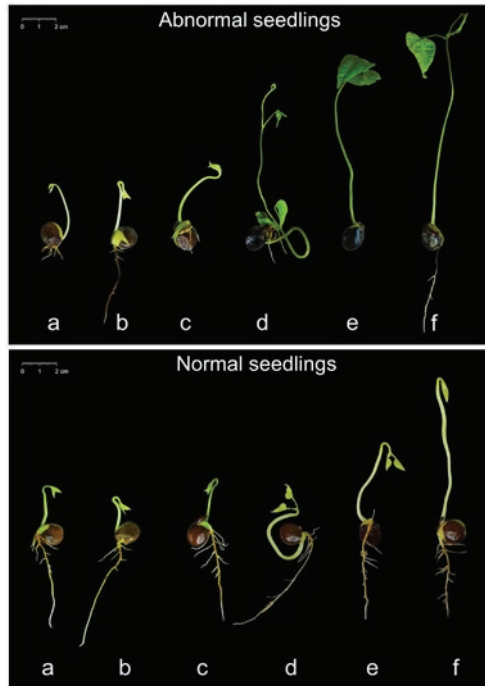 Abnormal seedlings
0 1 2 cm
a b c d e f
Normal seedlings
0 1 2 cm
a b c d e f